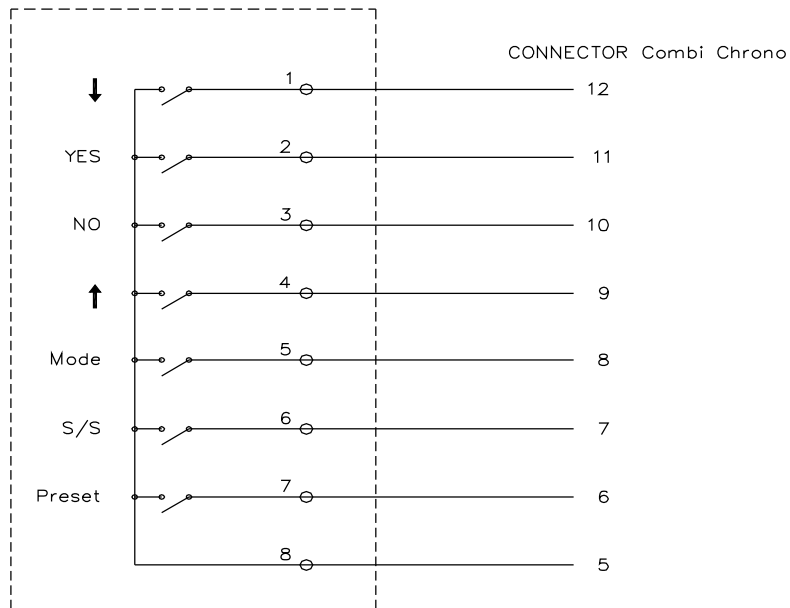 CONNECTOR Combi Chrono
1 12
YES 2 11
NO 3 10
4 9
Mode 5 8
S/S 6 7
Preset 7 6
8 5